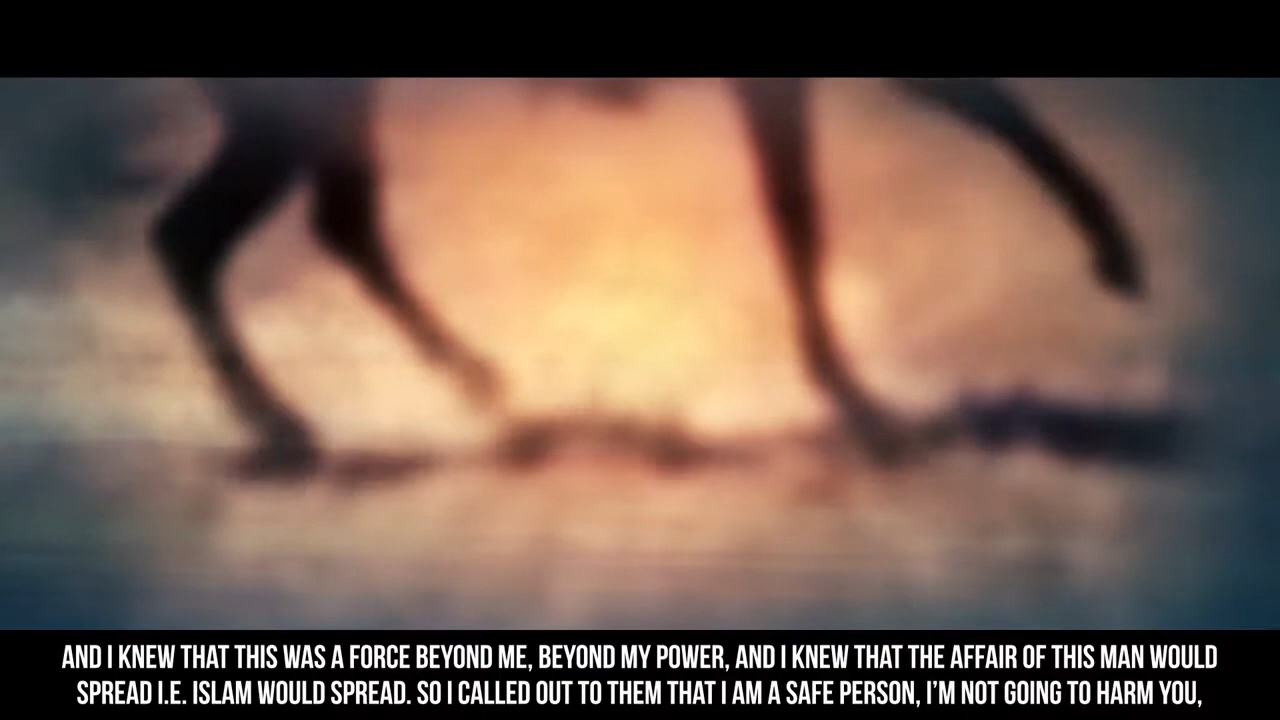 AND I KNEW THAT THIS WAS A FORCE BEYOND ME, BEYOND MY POWER, AND I KNEW THAT THE AFFAIR OF THIS MAN WOULD
SPREAD I.E. ISLAM WOULD SPREAD. SO I CALLED OUT TO THEM THAT I AM A SAFE PERSON, I'M NOT GOING TO HARM YOU,